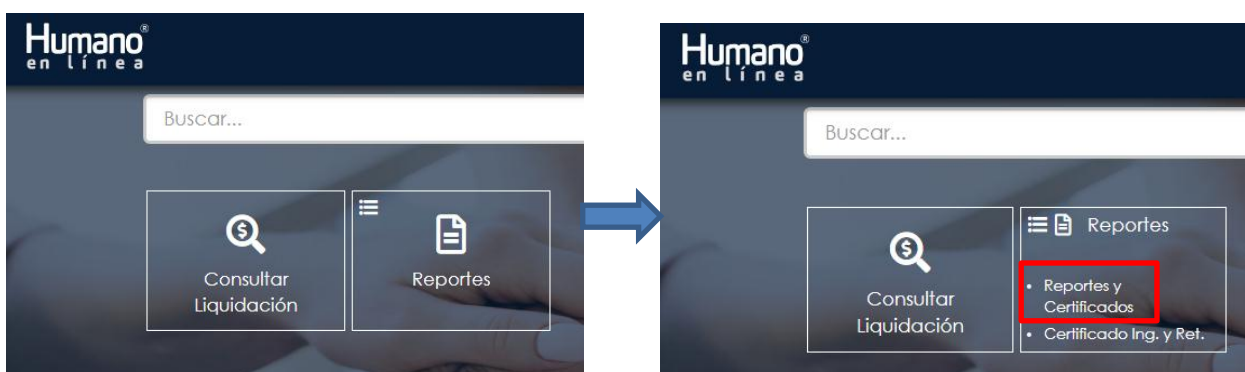 Humano®
en línea
Buscar...
Consultar
Liquidación
Reportes
Humano®
en línea
Buscar...
Consultar
Liquidación
Reportes
• Reportes y
Certificados
• Certificado Ing. y Ret.